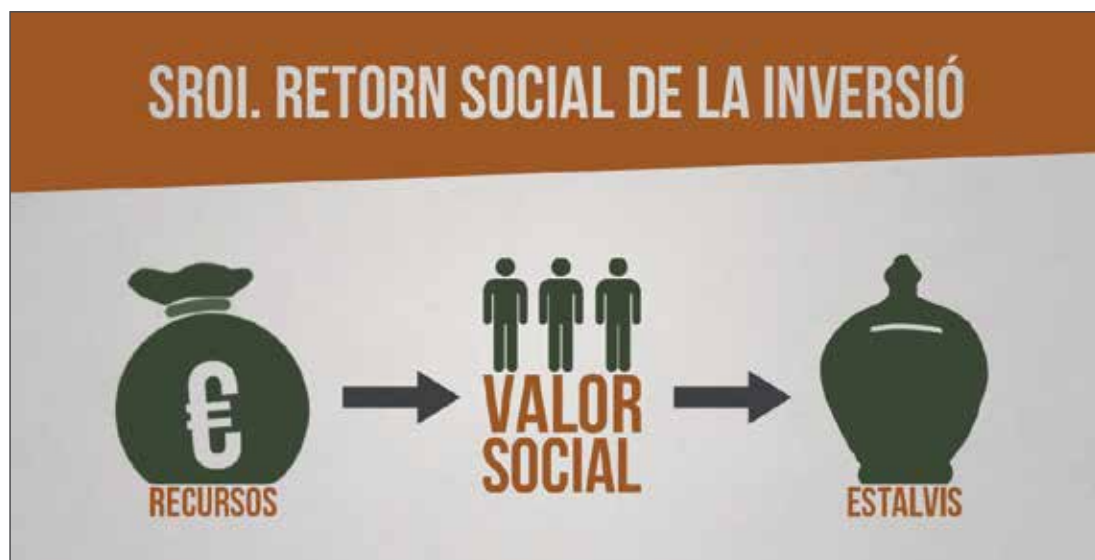 SROI. RETORN SOCIAL DE LA INVERSIÓ
€
RECURSOS
VALOR
SOCIAL
ESTALVIS